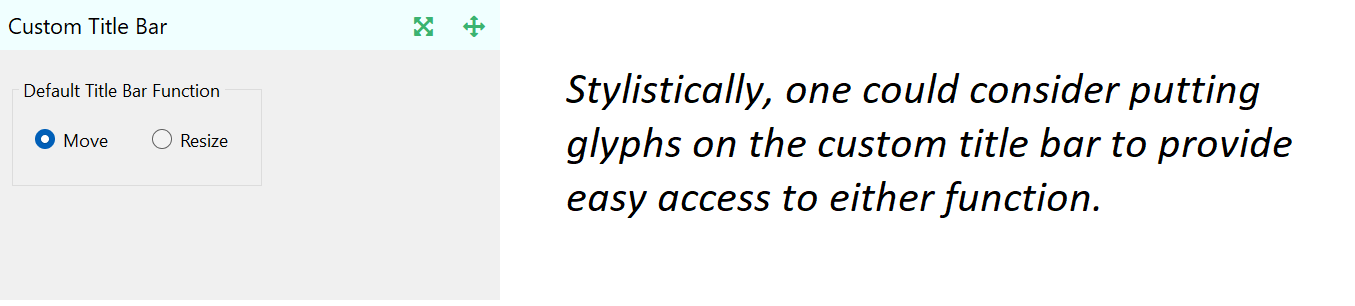 Custom Title Bar
Default Title Bar Function
Move
Resize
Stylistically, one could consider putting
glyphs on the custom title bar to provide
easy access to either function.